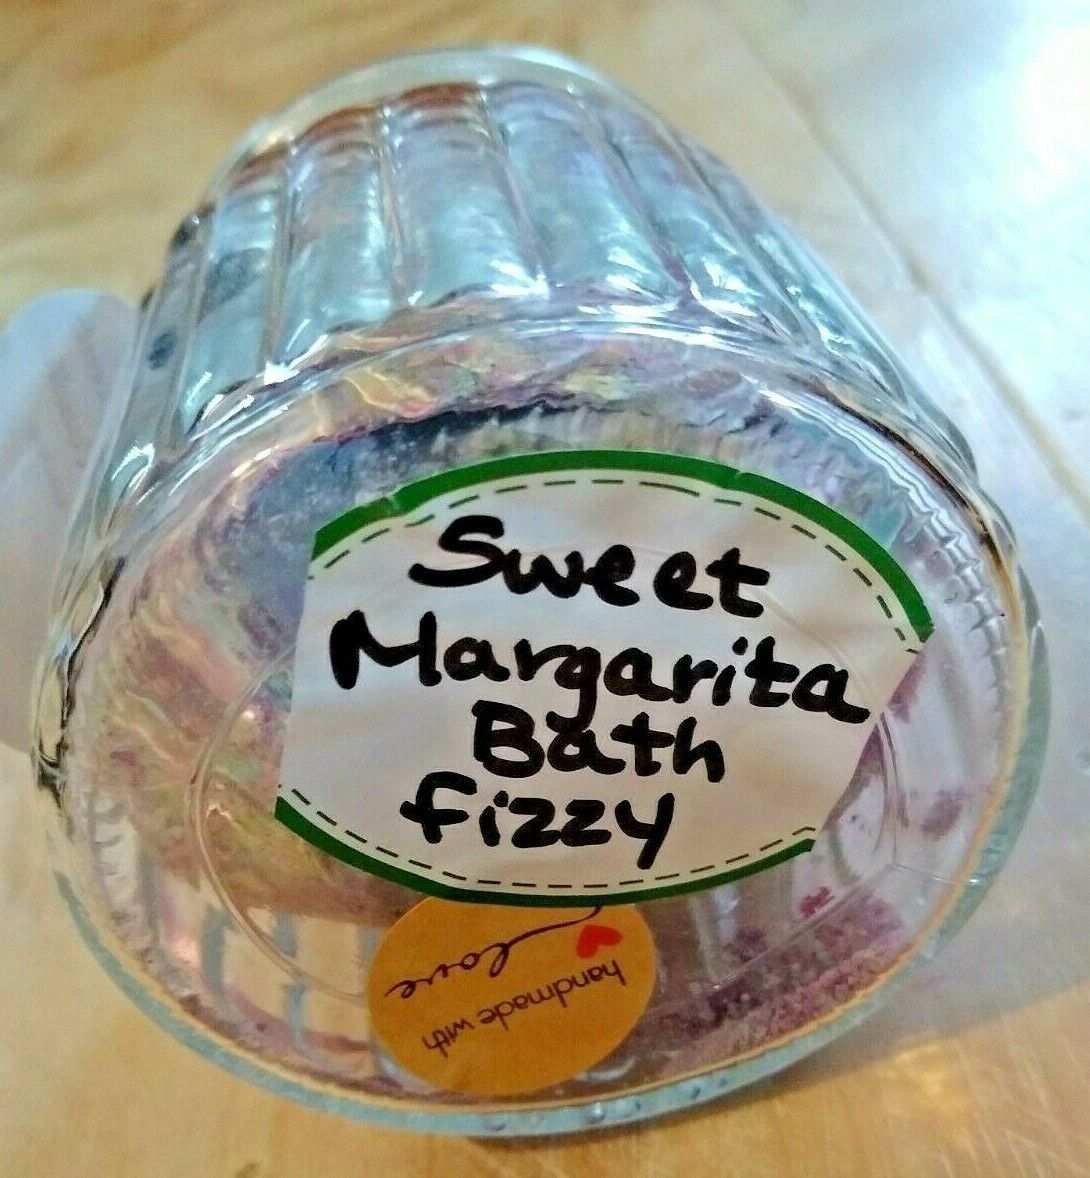 Sweet
Margarita
Bath
fizzy
handmade with
love